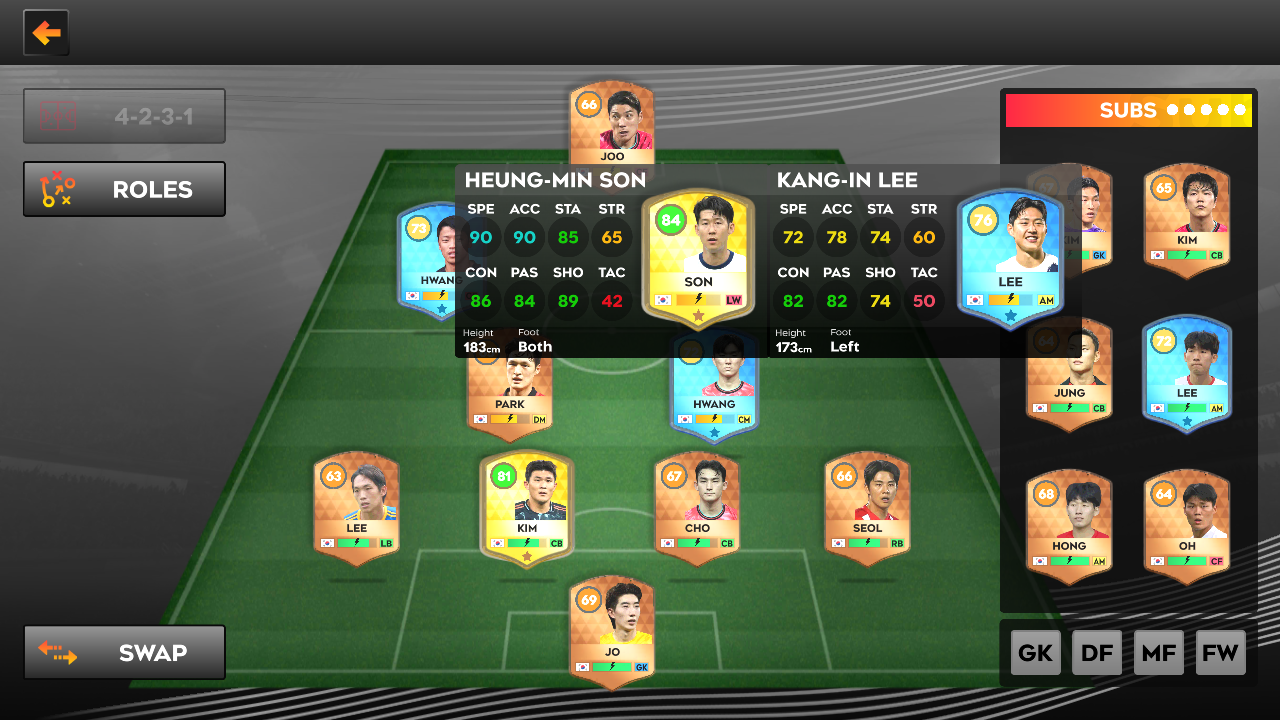 66
JOO
4-2-3-1
ROLES
SUBS
HEUNG-MIN SON
SPE ACC STA STR
90 90 85 65
CON PAS SHO TAC
86 84 89 42
Height Foot
183cm Both
84
SON
LW
KANG-IN LEE
SPE ACC STA STR
72 78 74 60
CON PAS SHO TAC
82 82 74 50
Height Foot
173cm Left
76
LEE
AM
73
HWANG
PARK
DM
HWANG
CM
63
LEE
LB
81
KIM
CB
67
CHO
CB
66
SEOL
RB
69
JO
GK
KIM
GK
65
KIM
CB
64
JUNG
CB
72
LEE
AM
68
HONG
AM
64
OH
CF
SWAP
GK DF MF FW